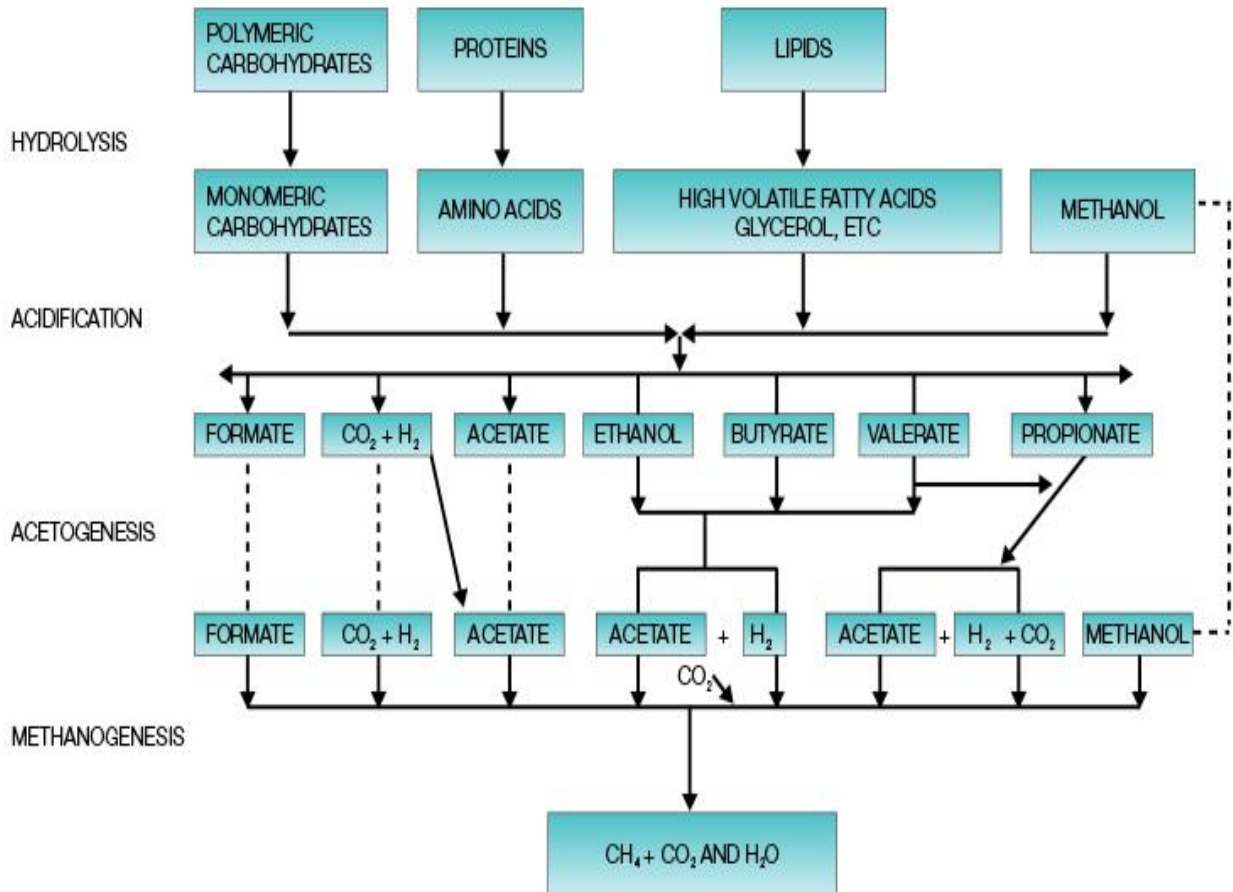 POLYMERIC
CARBOHYDRATES
PROTEINS
LIPIDS
HYDROLYSIS
MONOMERIC
CARBOHYDRATES
AMINO ACIDS
HIGH VOLATILE FATTY ACIDS
GLYCEROL, ETC
METHANOL
ACIDIFICATION
FORMATE
CO₂ + H₂
ACETATE
ETHANOL
BUTYRATE
VALERATE
PROPIONATE
ACETOGENESIS
FORMATE
CO₂ + H₂
ACETATE
ACETATE + H₂
ACETATE + H₂ + CO₂
METHANOL
CO₂
METHANOGENESIS
CH₄ + CO₂ AND H₂O